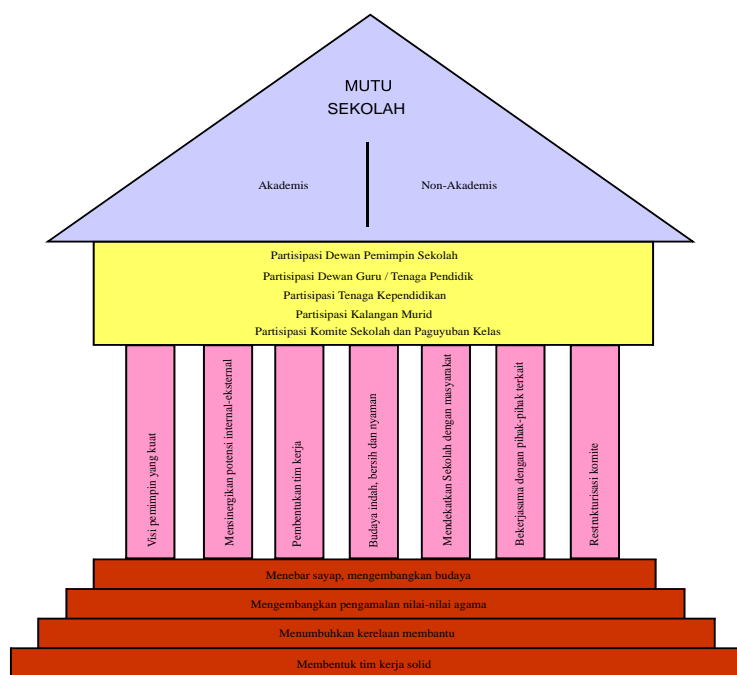 MUTU
SEKOLAH
Akademis
Non-Akademis
Partisipasi Dewan Pemimpin Sekolah
Partisipasi Dewan Guru / Tenaga Pendidik
Partisipasi Tenaga Kependidikan
Partisipasi Kalangan Murid
Partisipasi Komite Sekolah dan Paguyuban Kelas
Visi pemimpin yang kuat
Mensinergikan potensi internal-eksternal
Pembentukan tim kerja
Budaya indah, bersih dan nyaman
Mendekatkan Sekolah dengan masyarakat
Bekerjasama dengan pihak-pihak terkait
Restrukturisasi komite
Menebar sayap, mengembangkan budaya
Mengembangkan pengamalan nilai-nilai agama
Menumbuhkan kerelaan membantu
Membentuk tim kerja solid